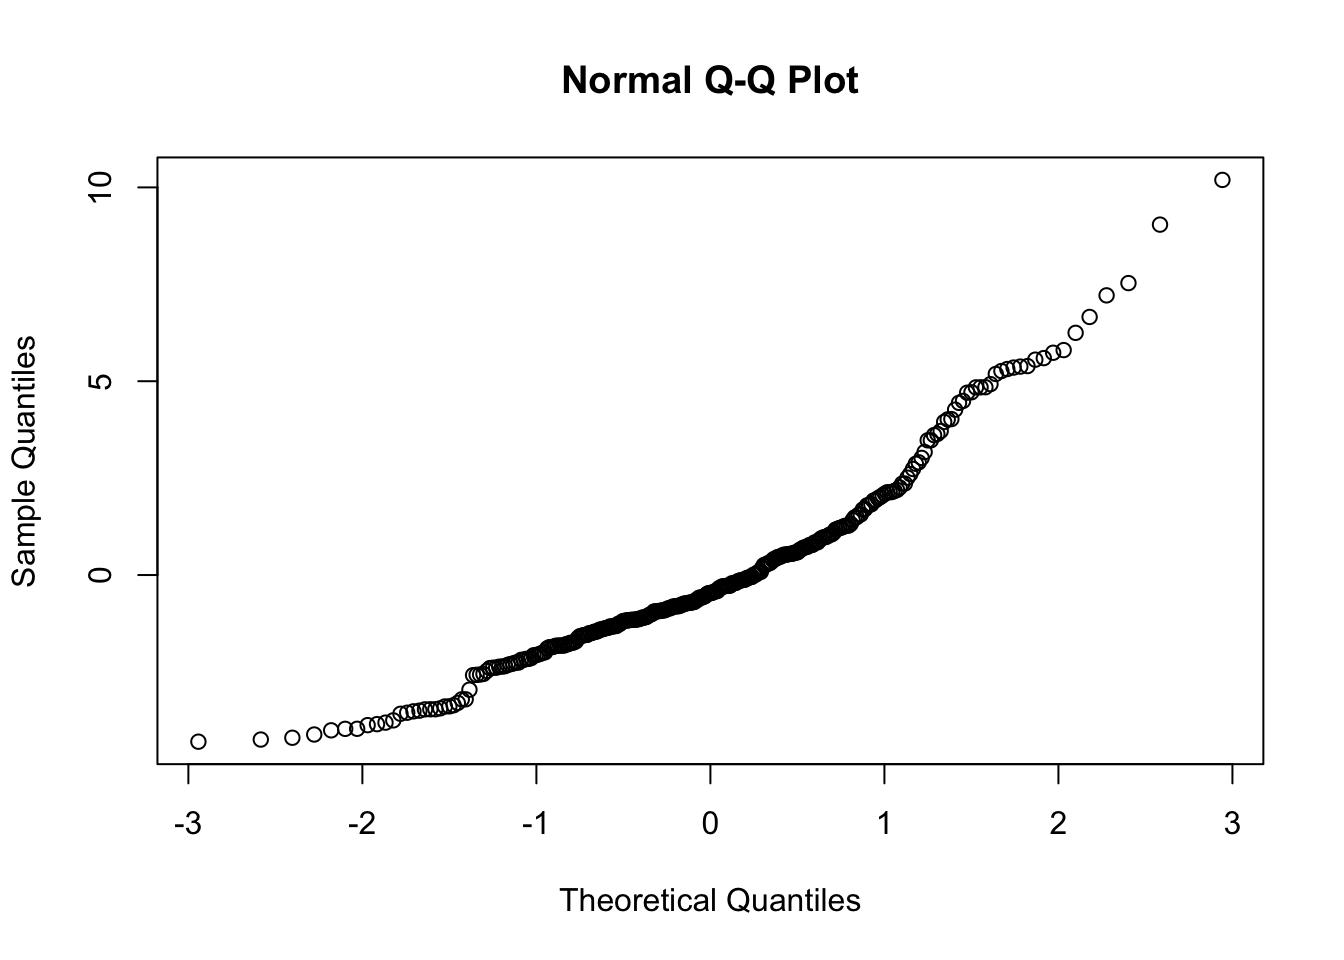 Normal Q-Q Plot
10
5
0
Sample Quantiles
-3 -2 -1 0 1 2 3
Theoretical Quantiles